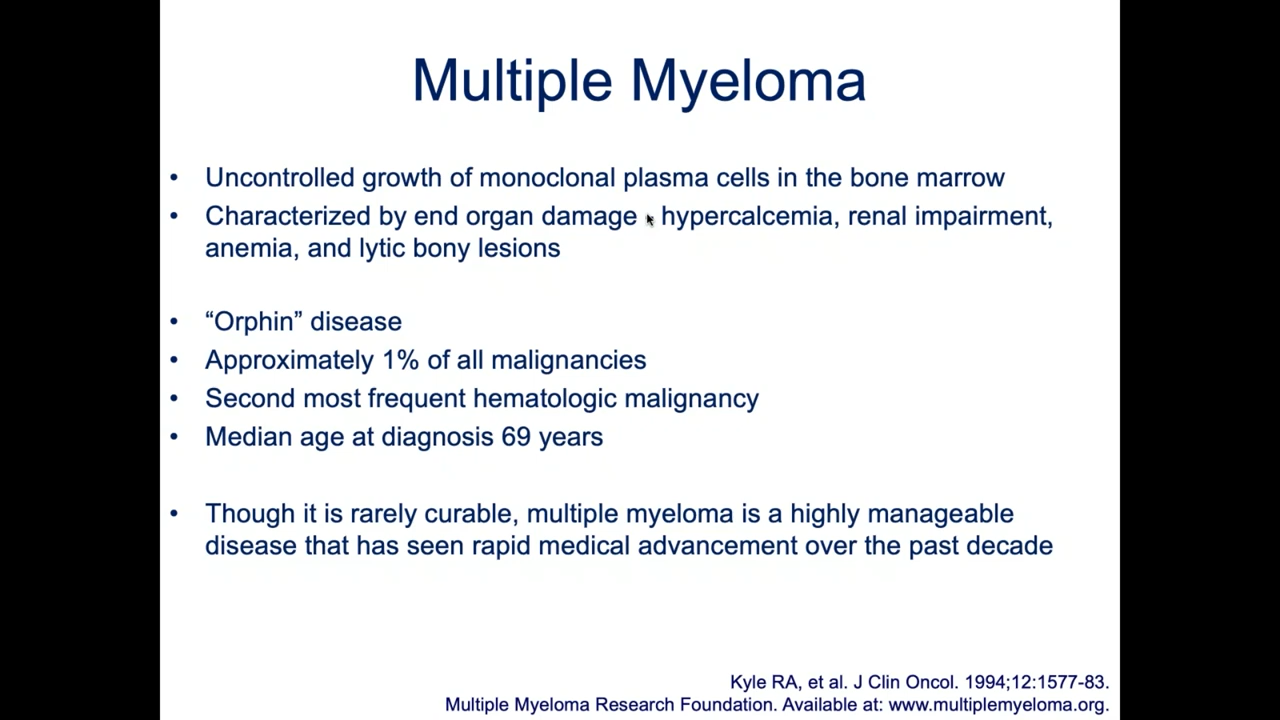 Multiple Myeloma
• Uncontrolled growth of monoclonal plasma cells in the bone marrow
• Characterized by end organ damage hypercalcemia, renal impairment,
anemia, and lytic bony lesions
• “Orphin” disease
• Approximately 1% of all malignancies
• Second most frequent hematologic malignancy
• Median age at diagnosis 69 years
• Though it is rarely curable, multiple myeloma is a highly manageable
disease that has seen rapid medical advancement over the past decade
Kyle RA, et al. J Clin Oncol. 1994;12:1577-83.
Multiple Myeloma Research Foundation. Available at: www.multiplemyeloma.org.